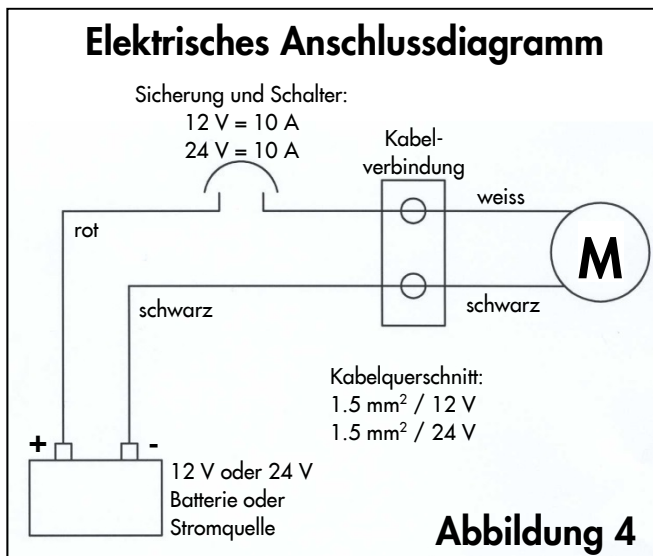 Elektrisches Anschlussdiagramm
Sicherung und Schalter:
12 V = 10 A
24 V = 10 A
Kabel-
verbindung
weiss
rot
M
schwarz
schwarz
Kabelquerschnitt:
1.5 mm² / 12 V
1.5 mm² / 24 V
+ -
12 V oder 24 V
Batterie oder
Stromquelle
Abbildung 4